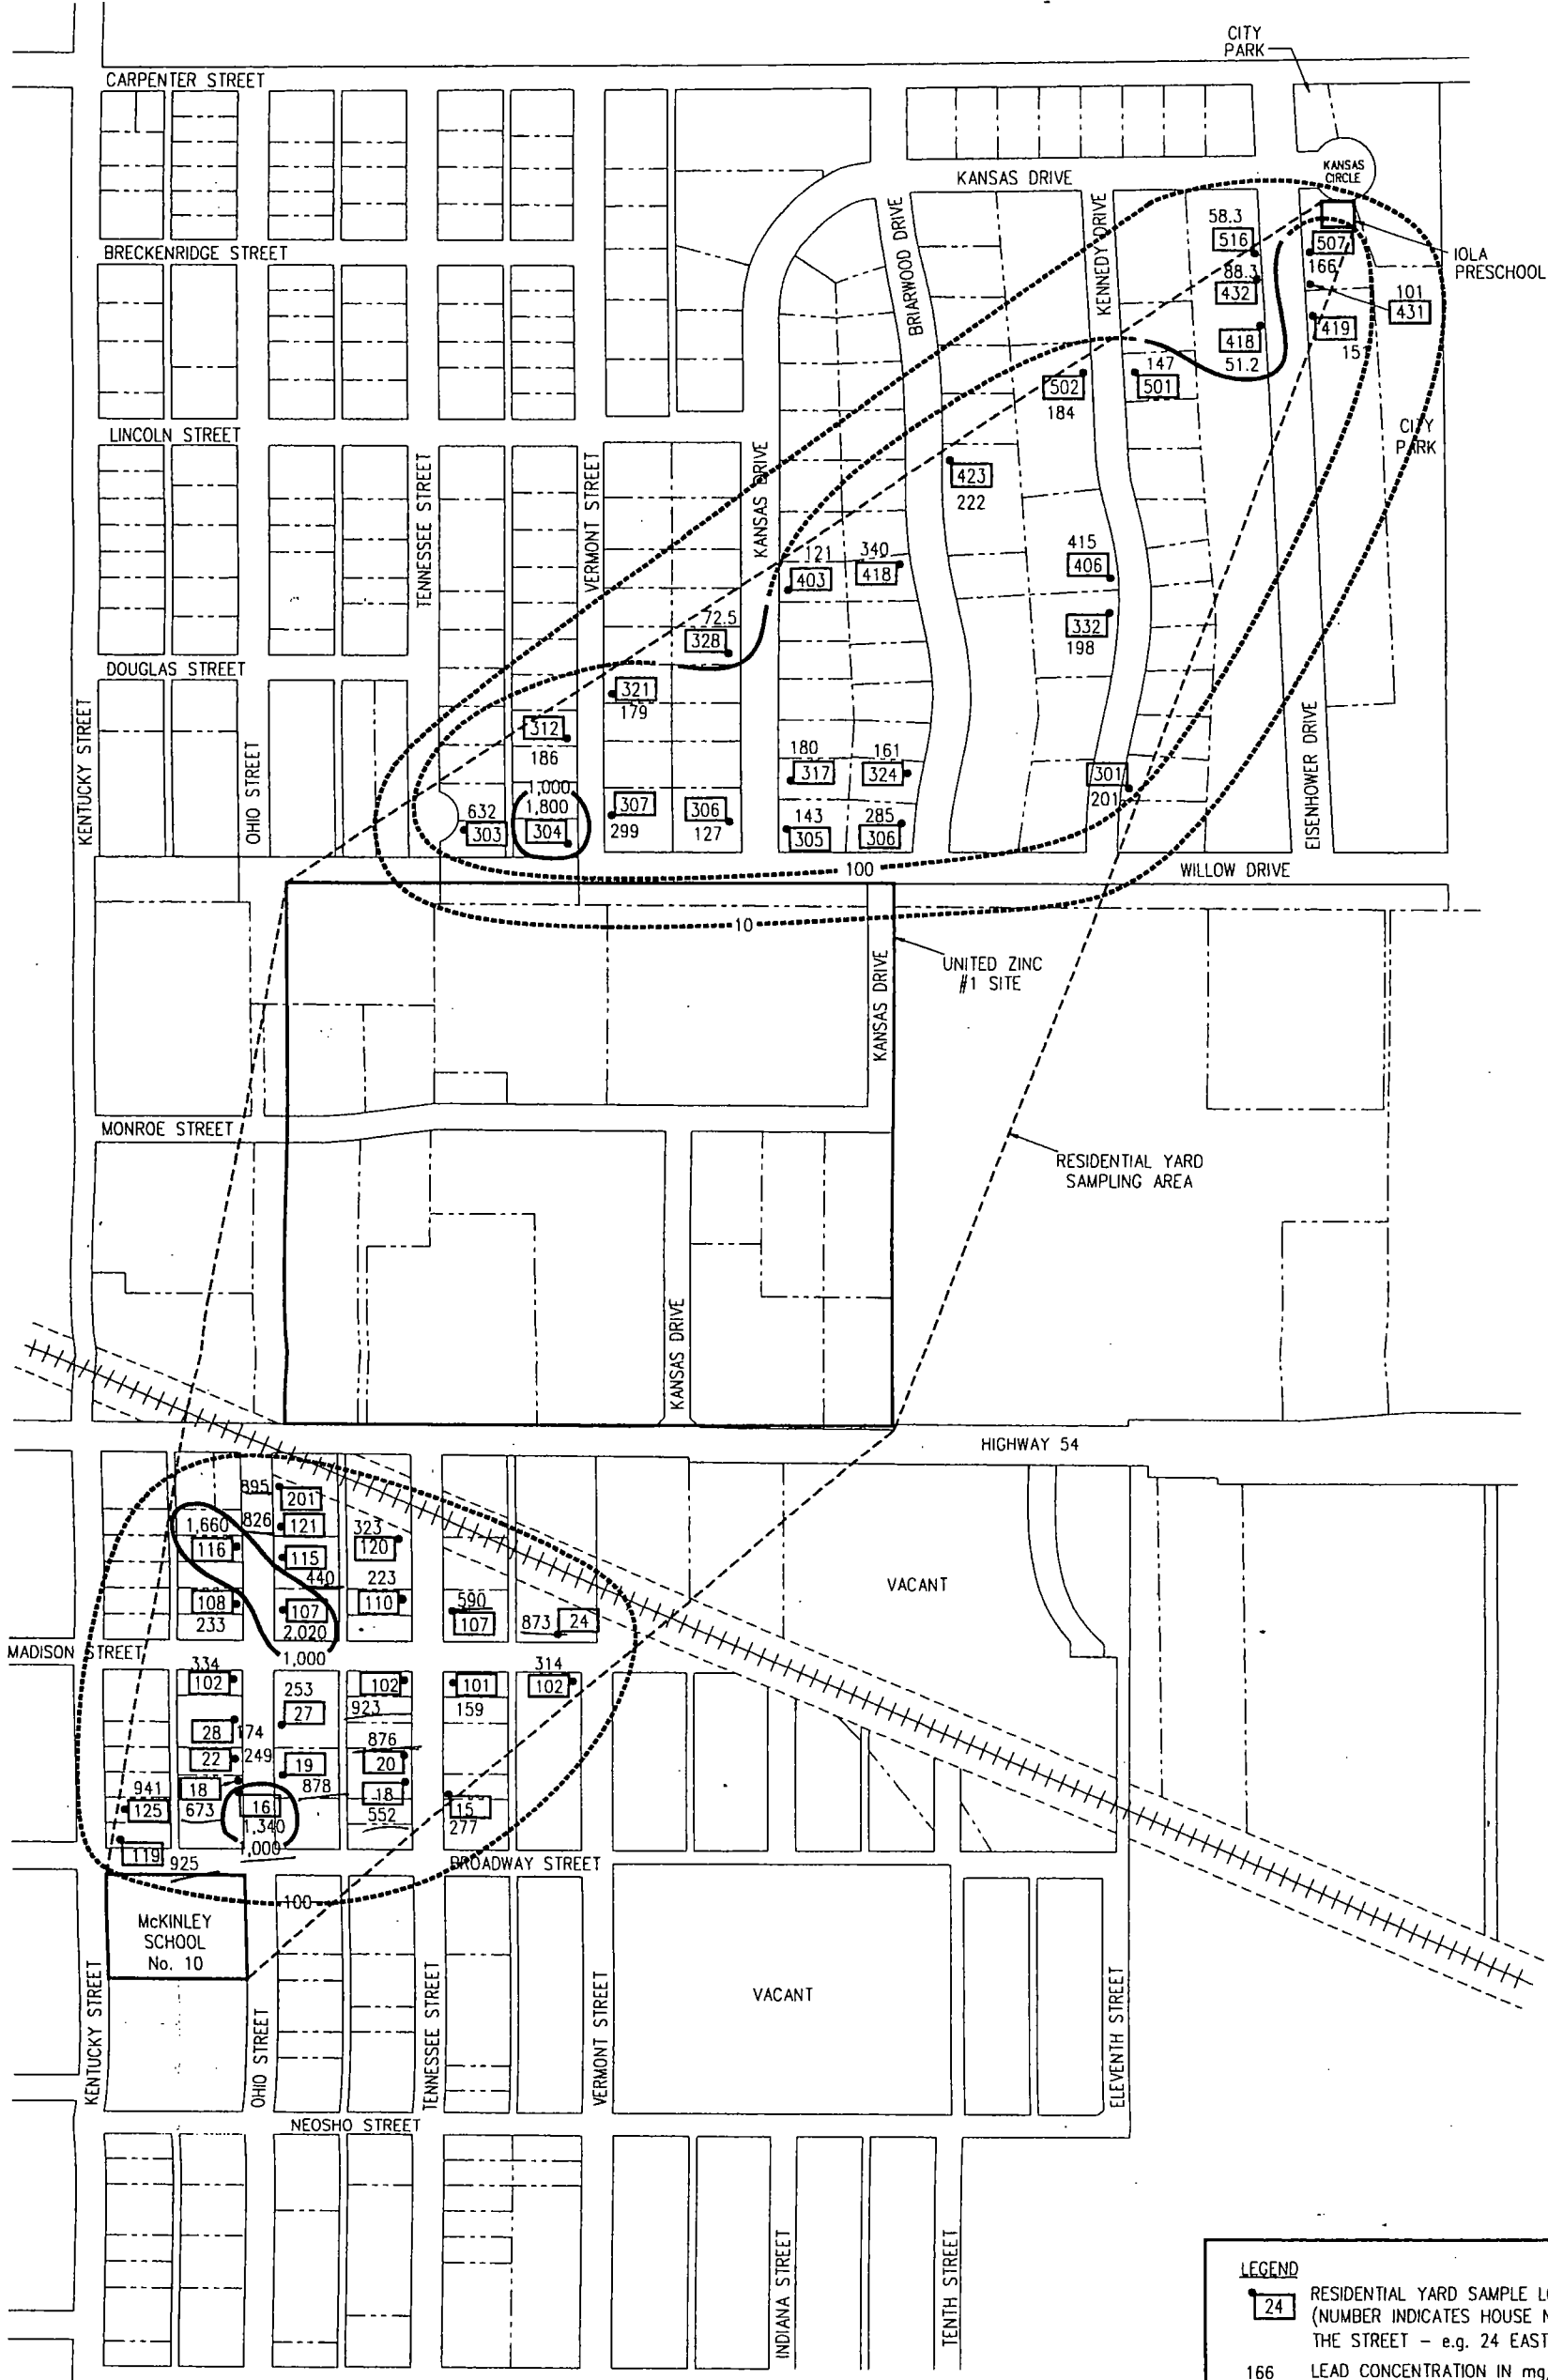 CITY
PARK
CARPENTER STREET
KANSAS
CIRCLE
KANSAS DRIVE
BRIARWOOD DRIVE
KENNEDY DRIVE
58.3
516
507
166
IOLA
PRESCHOOL
BRECKENRIDGE STREET
88.3
432
101
431
418
51.2
419
147
501
502
184
CITY
PARK
LINCOLN STREET
TENNESSEE STREET
VERMONT STREET
KANSAS DRIVE
423
222
121
403
340
418
415
406
72.5
328
332
198
DOUGLAS STREET
321
179
312
186
KENTUCKY STREET
OHIO STREET
EISENHOWER DRIVE
180
317
161
324
301
201
1,000
1,800
304
632
303
307
299
306
127
143
305
285
306
100
WILLOW DRIVE
10
UNITED ZINC
#1 SITE
KANSAS DRIVE
MONROE STREET
RESIDENTIAL YARD
SAMPLING AREA
KANSAS DRIVE
HIGHWAY 54
895
201
1,660
826
121
323
116
120
115
440
223
VACANT
108
233
107
2,020
110
590
107
873
24
MADISON STREET
1,000
334
102
253
27
102
923
101
159
314
102
28
174
876
22
249
19
20
941
125
18
673
878
18
552
16
1,340
1,000
15
277
119
925
BROADWAY STREET
100
McKINLEY
SCHOOL
No. 10
VACANT
KENTUCKY STREET
OHIO STREET
TENNESSEE STREET
VERMONT STREET
ELEVENTH STREET
NEOSHO STREET
INDIANA STREET
TENTH STREET
LEGEND
24
RESIDENTIAL YARD SAMPLE
(NUMBER INDICATES HOUSE
THE STREET – e.g. 24 EAST
166 LEAD CONCENTRATION IN